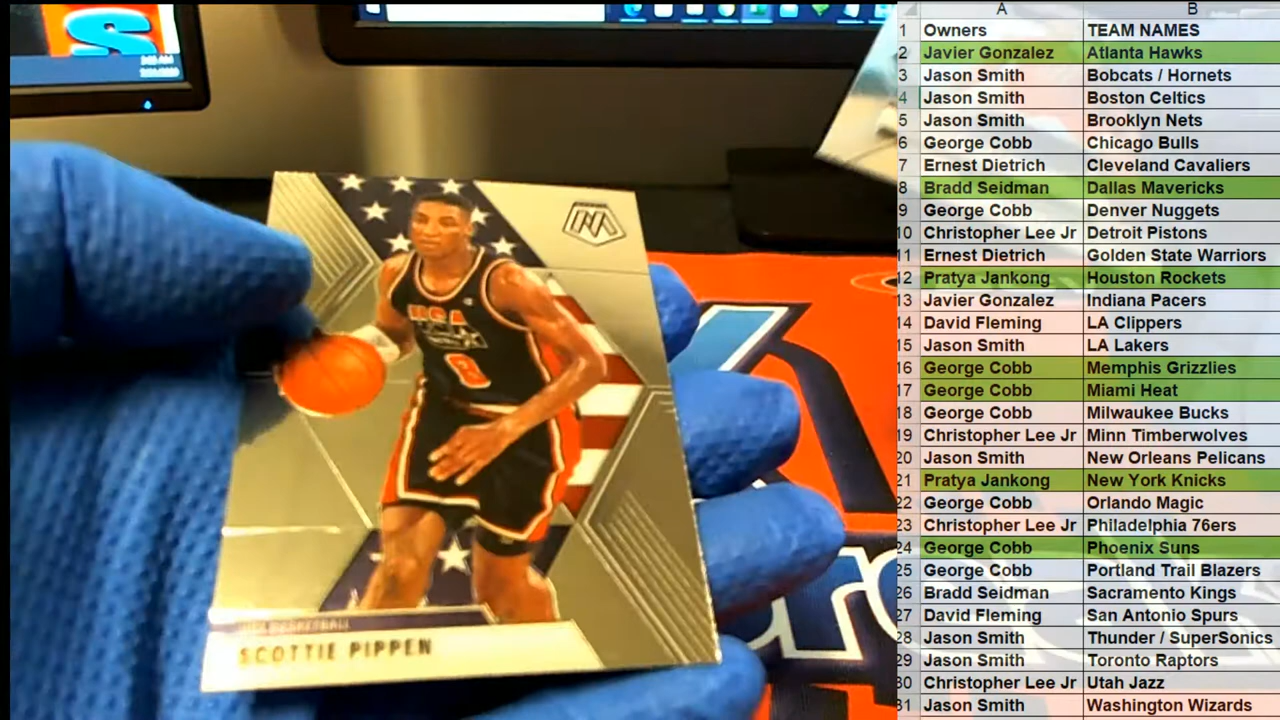 USA
8
USA BASKETBALL
SCOTTIE PIPPEN
A B
1 Owners TEAM NAMES
2 Javier Gonzalez Atlanta Hawks
3 Jason Smith Bobcats / Hornets
4 Jason Smith Boston Celtics
5 Jason Smith Brooklyn Nets
6 George Cobb Chicago Bulls
7 Ernest Dietrich Cleveland Cavaliers
8 Bradd Seidman Dallas Mavericks
9 George Cobb Denver Nuggets
10 Christopher Lee Jr Detroit Pistons
11 Ernest Dietrich Golden State Warriors
12 Pratya Jankong Houston Rockets
13 Javier Gonzalez Indiana Pacers
14 David Fleming LA Clippers
15 Jason Smith LA Lakers
16 George Cobb Memphis Grizzlies
17 George Cobb Miami Heat
18 George Cobb Milwaukee Bucks
19 Christopher Lee Jr Minn Timberwolves
20 Jason Smith New Orleans Pelicans
21 Pratya Jankong New York Knicks
22 George Cobb Orlando Magic
23 Christopher Lee Jr Philadelphia 76ers
24 George Cobb Phoenix Suns
25 George Cobb Portland Trail Blazers
26 Bradd Seidman Sacramento Kings
27 David Fleming San Antonio Spurs
28 Jason Smith Thunder / SuperSonics
29 Jason Smith Toronto Raptors
30 Christopher Lee Jr Utah Jazz
31 Jason Smith Washington Wizards